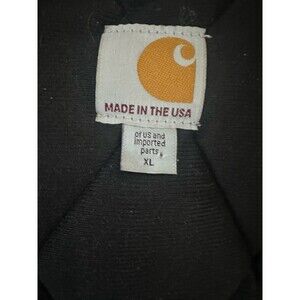 MADE IN THE USA
of US and
imported
parts
XL